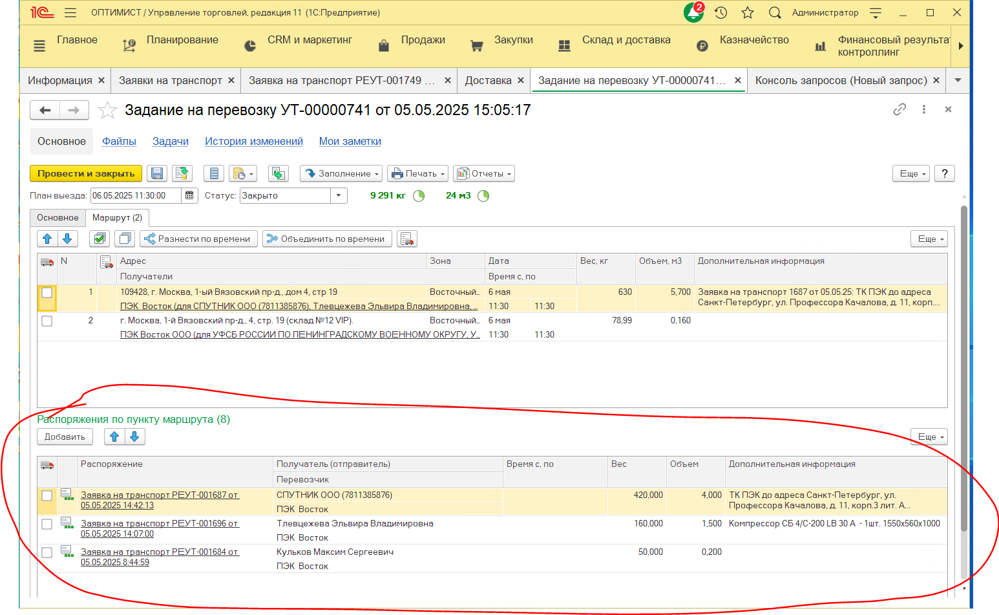 1С ОПТИМИСТ / Управление торговлей, редакция 11 (1С:Предприятие) 2 Администратор
Главное Планирование CRM и маркетинг Продажи Закупки Склад и доставка Казначейство Финансовый результат
контроллинг
Информация × Заявки на транспорт × Заявка на транспорт РЕУТ-001749 ... × Доставка × Задание на перевозку УТ-00000741... × Консоль запросов (Новый запрос) ×
Задание на перевозку УТ-00000741 от 05.05.2025 15:05:17
Основное Файлы Задачи История изменений Мои заметки
Провести и закрыть Заполнение Печать Отчеты Еще ?
План выезда: 06.05.2025 11:30:00 Статус: Закрыто 9 291 кг 24 м3
Основное Маршрут (2)
Разнести по времени Объединить по времени Еще
N Адрес Зона Дата Вес, кг Объем, м3 Дополнительная информация
Получатели Время с, по
1 109428, г. Москва, 1-ый Вязовский пр-д., дом 4, стр 19 Восточный... 6 мая 630 5,700 Заявка на транспорт 1687 от 05.05.25: ТК ПЭК до адреса
ПЭК Восток (для СПУТНИК ООО (7811385876), Тлевцежева Эльвира Владимировна, ... 11:30 11:30 Санкт-Петербург, ул. Профессора Качалова, д. 11, корп....
2 г. Москва, 1-й Вязовский пр-д., 4, стр. 19 (склад №12 VIP). Восточный... 6 мая 78,99 0,160
ПЭК Восток ООО (для УФСБ РОССИИ ПО ЛЕНИНГРАДСКОМУ ВОЕННОМУ ОКРУГУ, У... 11:30 11:30
Распоряжения по пункту маршрута (8)
Добавить Еще
Распоряжение Получатель (отправитель) Время с, по Вес Объем Дополнительная информация
Перевозчик
Заявка на транспорт РЕУТ-001687 от СПУТНИК ООО (7811385876) 420,000 4,000 ТК ПЭК до адреса Санкт-Петербург, ул.
05.05.2025 14:42:13 ПЭК Восток Профессора Качалова, д. 11, корп.3 лит. А...
Заявка на транспорт РЕУТ-001696 от Тлевцежева Эльвира Владимировна 160,000 1,500 Компрессор СБ 4/С-200 LB 30 А - 1шт. 1550х560х1000
05.05.2025 14:07:00 ПЭК Восток
Заявка на транспорт РЕУТ-001684 от Кульков Максим Сергеевич 50,000 0,200
05.05.2025 8:44:59 ПЭК Восток